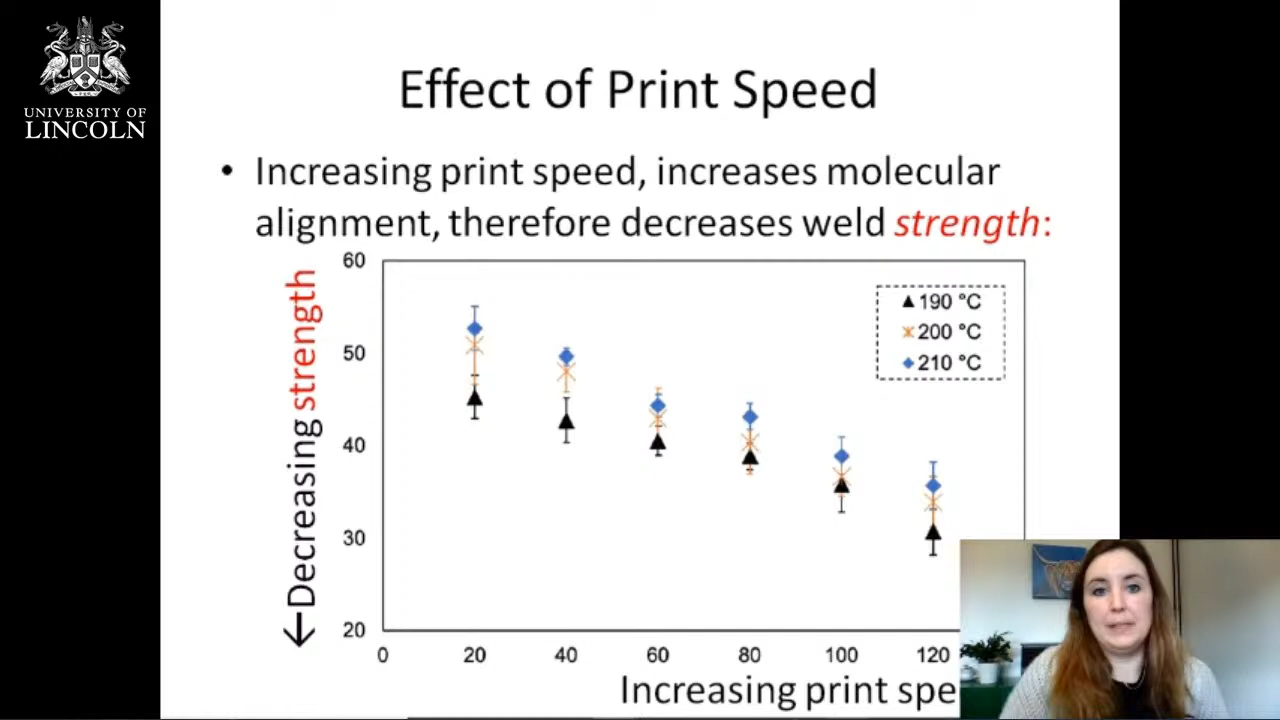 UNIVERSITY OF
LINCOLN
Effect of Print Speed
• Increasing print speed, increases molecular
alignment, therefore decreases weld strength:
←Decreasing strength
60
50
40
30
20
190 °C
200 °C
210 °C
0 20 40 60 80 100 120
Increasing print spe